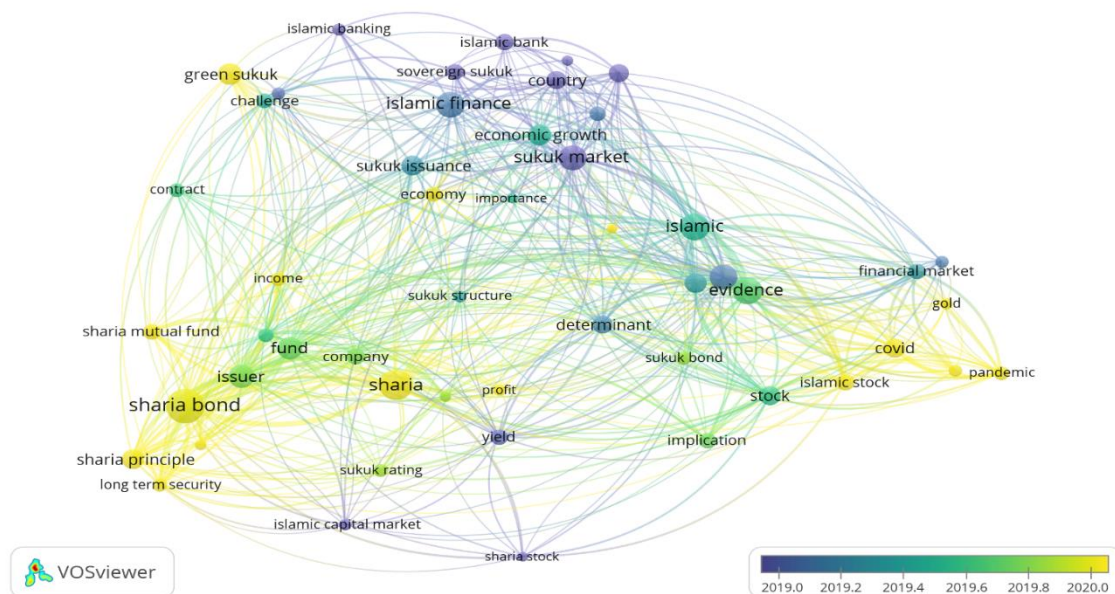 islamic banking
islamic bank
green sukuk
sovereign sukuk
country
challenge
islamic finance
economic growth
sukuk market
sukuk issuance
contract
economy
importance
islamic
income
financial market
evidence
sukuk structure
gold
sharia mutual fund
determinant
fund
company
sukuk bond
covid
issuer
pandemic
sharia
profit
islamic stock
sharia bond
stock
yield
implication
sharia principle
sukuk rating
long term security
islamic capital market
sharia stock
VOSviewer
2019.0 2019.2 2019.4 2019.6 2019.8 2020.0